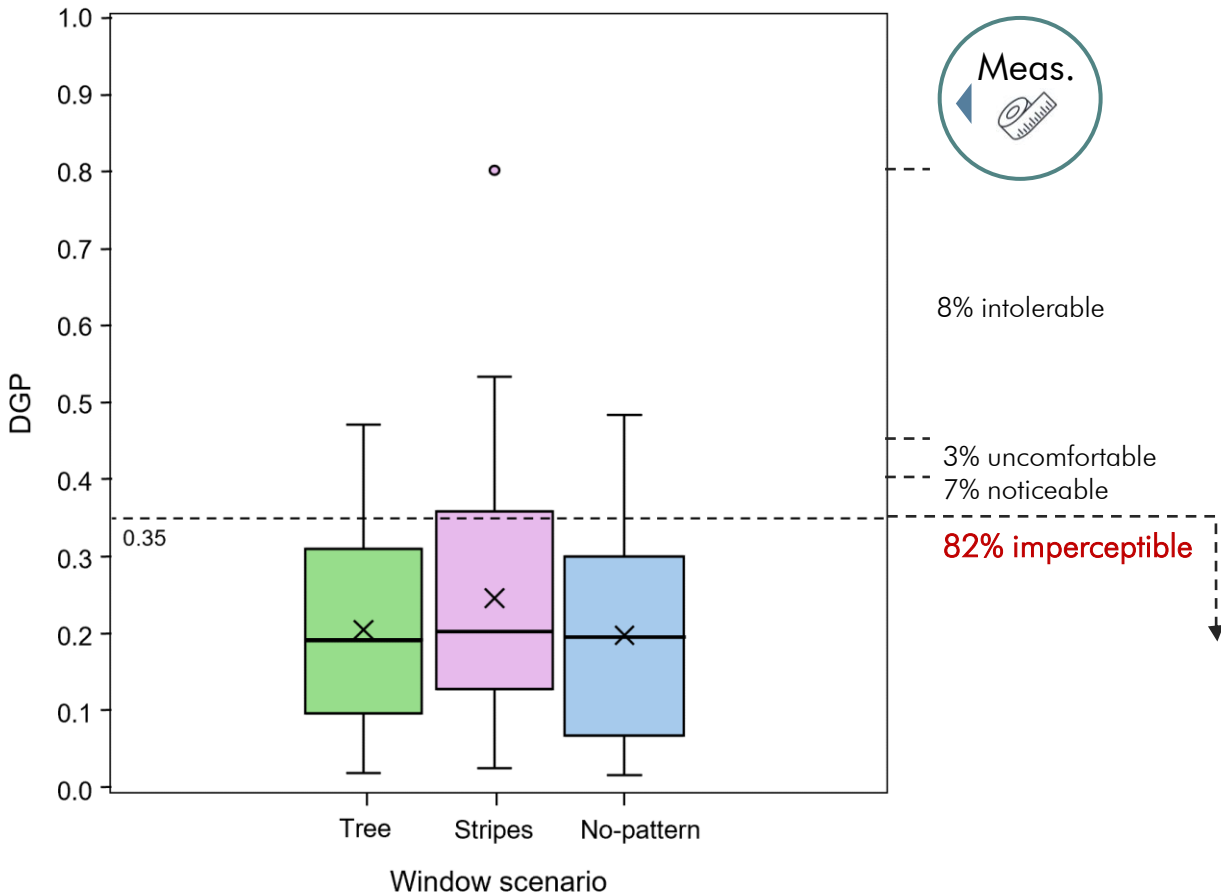 1.0
0.9
0.8
0.7
0.6
0.5
0.4
0.3
0.2
0.1
0.0
DGP
0.35
Tree
Stripes
No-pattern
Window scenario
Meas.
8% intolerable
3% uncomfortable
7% noticeable
82% imperceptible